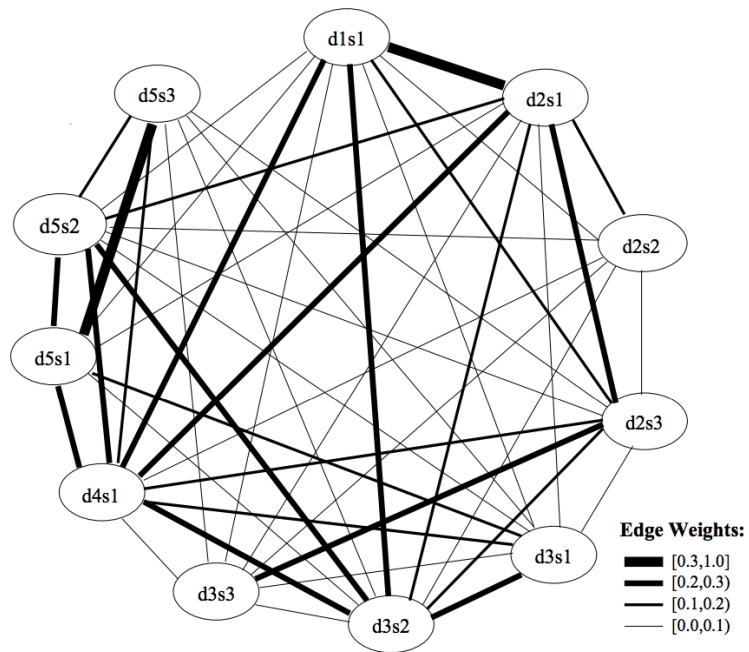 d1s1
d5s3
d2s1
d5s2
d2s2
d5s1
d2s3
d4s1
d3s1
d3s3
d3s2
Edge Weights:
[0.3,1.0]
[0.2,0.3)
[0.1,0.2)
[0.0,0.1)